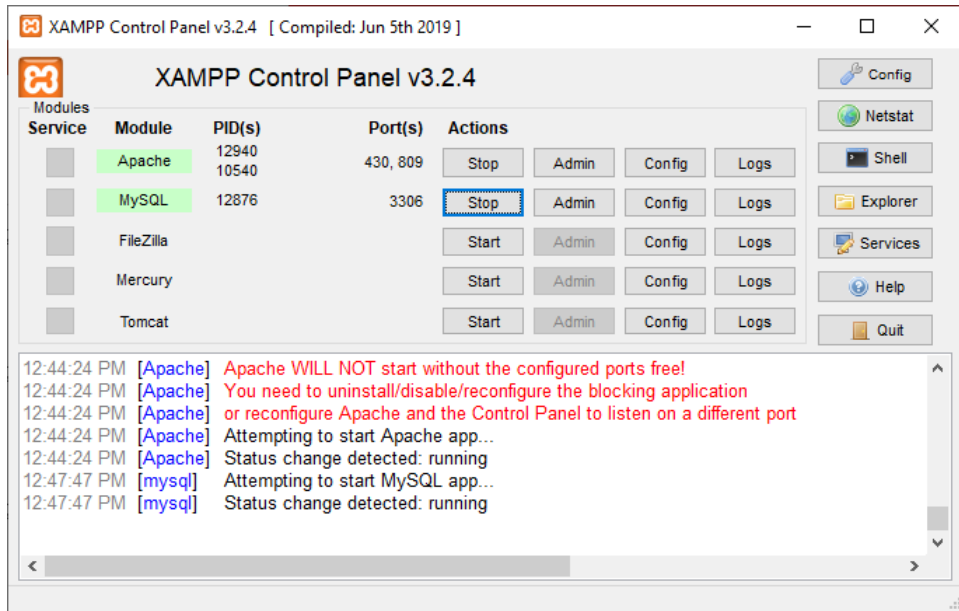 XAMPP Control Panel v3.2.4 [ Compiled: Jun 5th 2019 ]
XAMPP Control Panel v3.2.4
Config
Modules
Netstat
Service Module PID(s) Port(s) Actions
Apache 12940 10540 430, 809 Stop Admin Config Logs
Shell
MySQL 12876 3306 Stop Admin Config Logs
Explorer
FileZilla Start Admin Config Logs
Services
Mercury Start Admin Config Logs
Help
Tomcat Start Admin Config Logs
Quit
12:44:24 PM [Apache] Apache WILL NOT start without the configured ports free!
12:44:24 PM [Apache] You need to uninstall/disable/reconfigure the blocking application
12:44:24 PM [Apache] or reconfigure Apache and the Control Panel to listen on a different port
12:44:24 PM [Apache] Attempting to start Apache app...
12:44:24 PM [Apache] Status change detected: running
12:47:47 PM [mysql] Attempting to start MySQL app...
12:47:47 PM [mysql] Status change detected: running